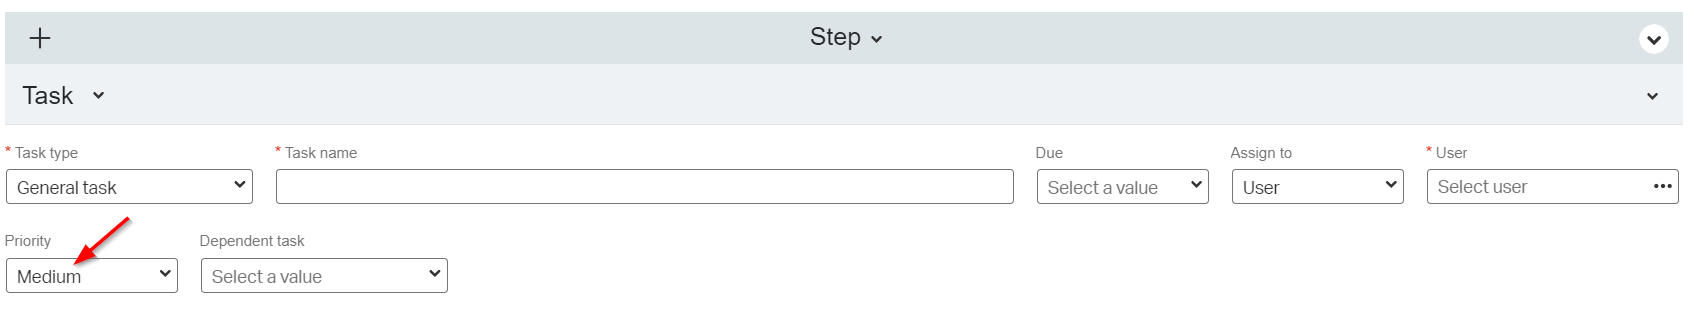 Step
Task
* Task type
* Task name
Due
Assign to
* User
General task
Select a value
User
Select user
Priority
Dependent task
Medium
Select a value